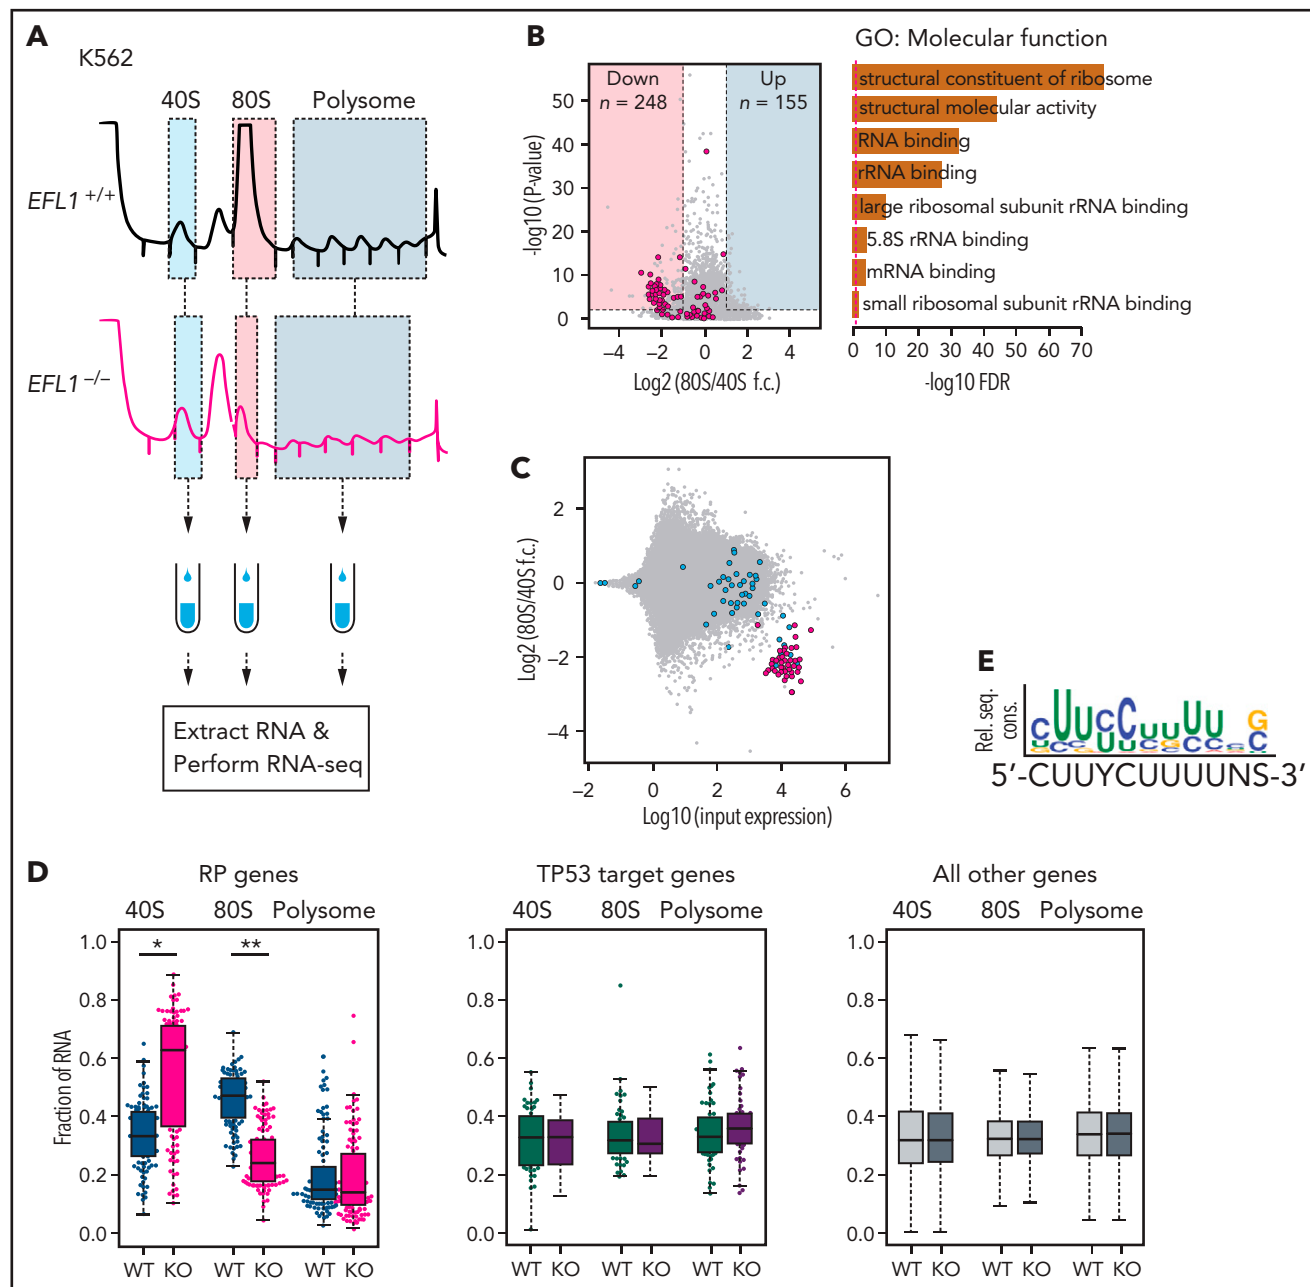 A
K562
40S 80S Polysome
EFL1 +/+
EFL1 −/−
Extract RNA &
Perform RNA-seq
B
Down
n = 248
Up
n = 155
-log10 (P-value)
50
40
30
20
10
0
−4 −2 0 2 4
Log2 (80S/40S f.c.)
GO: Molecular function
structural constituent of ribosome
structural molecular activity
RNA binding
rRNA binding
large ribosomal subunit rRNA binding
5.8S rRNA binding
mRNA binding
small ribosomal subunit rRNA binding
0 10 20 30 40 50 60 70
-log10 FDR
C
Log2 (80S/40S f.c.)
2
0
−2
−4
−2 0 2 4 6
Log10 (input expression)
E
Rel. seq.
cons.
5′-CUUYCUUUUNS-3′
D
RP genes
40S 80S Polysome
Fraction of RNA
1.0
0.8
0.6
0.4
0.2
0.0
* **
WT KO WT KO WT KO
TP53 target genes
40S 80S Polysome
1.0
0.8
0.6
0.4
0.2
0.0
WT KO WT KO WT KO
All other genes
40S 80S Polysome
1.0
0.8
0.6
0.4
0.2
0.0
WT KO WT KO WT KO